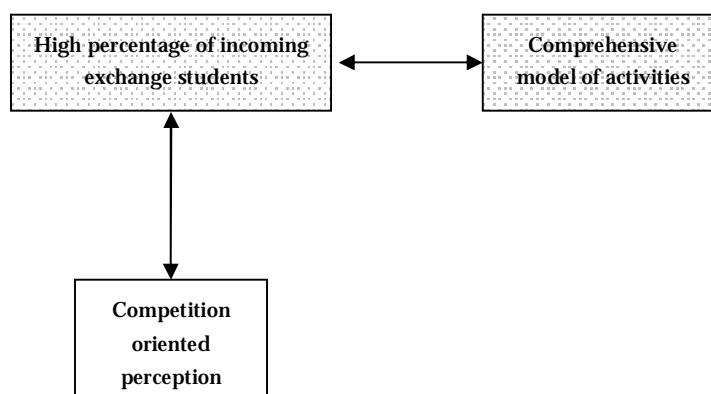 High percentage of incoming
exchange students
Comprehensive
model of activities
Competition
oriented
perception